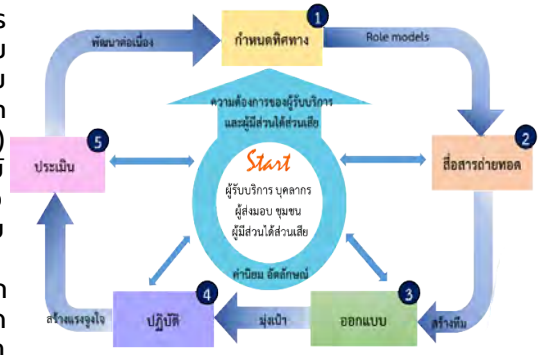 1
กำหนดทิศทาง
พัฒนาต่อเนื่อง
Role models
ความต้องการของผู้รับบริการ
และผู้มีส่วนได้ส่วนเสีย
5
ประเมิน
2
สื่อสารถ่ายทอด
Start
ผู้รับบริการ บุคลากร
ผู้ส่งมอบ ชุมชน
ผู้มีส่วนได้ส่วนเสีย
ค่านิยม อัตลักษณ์
4
ปฏิบัติ
3
ออกแบบ
สร้างแรงจูงใจ
มุ่งเป้า
สร้างทีม